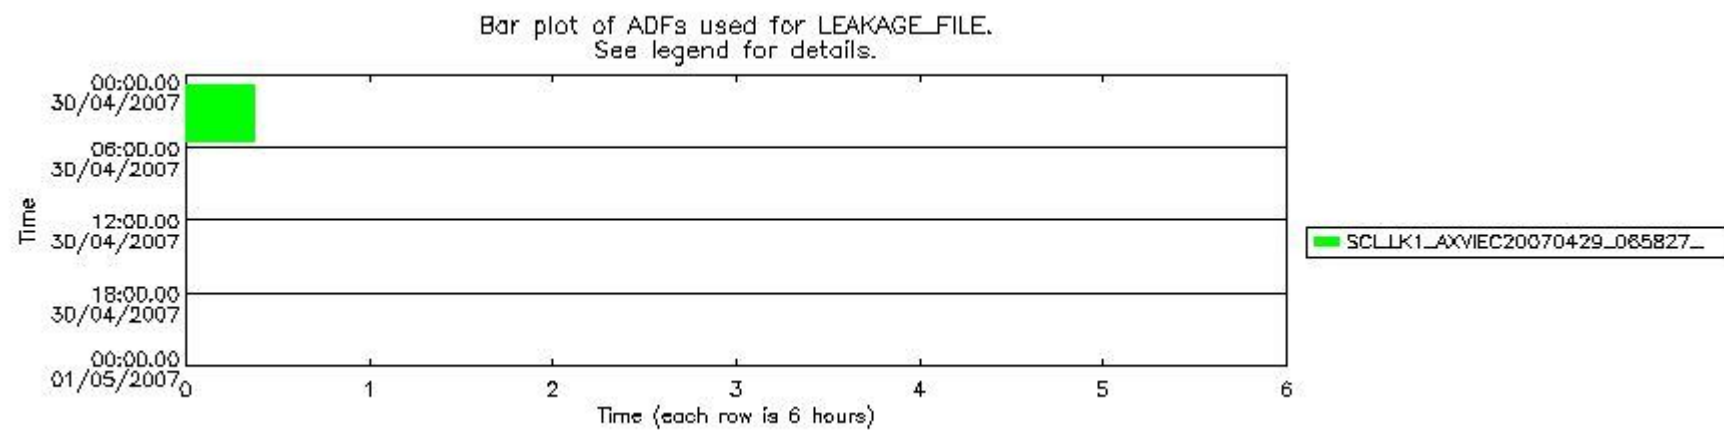 Bar plot of ADFs used for LEAKAGE_FILE.
See legend for details.
00:00.00
30/04/2007
06:00.00
30/04/2007
12:00.00
30/04/2007
18:00.00
30/04/2007
00:00.00
01/05/2007
Time
0 1 2 3 4 5 6
Time (each row is 6 hours)
SCI_LK1_AXVIEC20070429_065827_